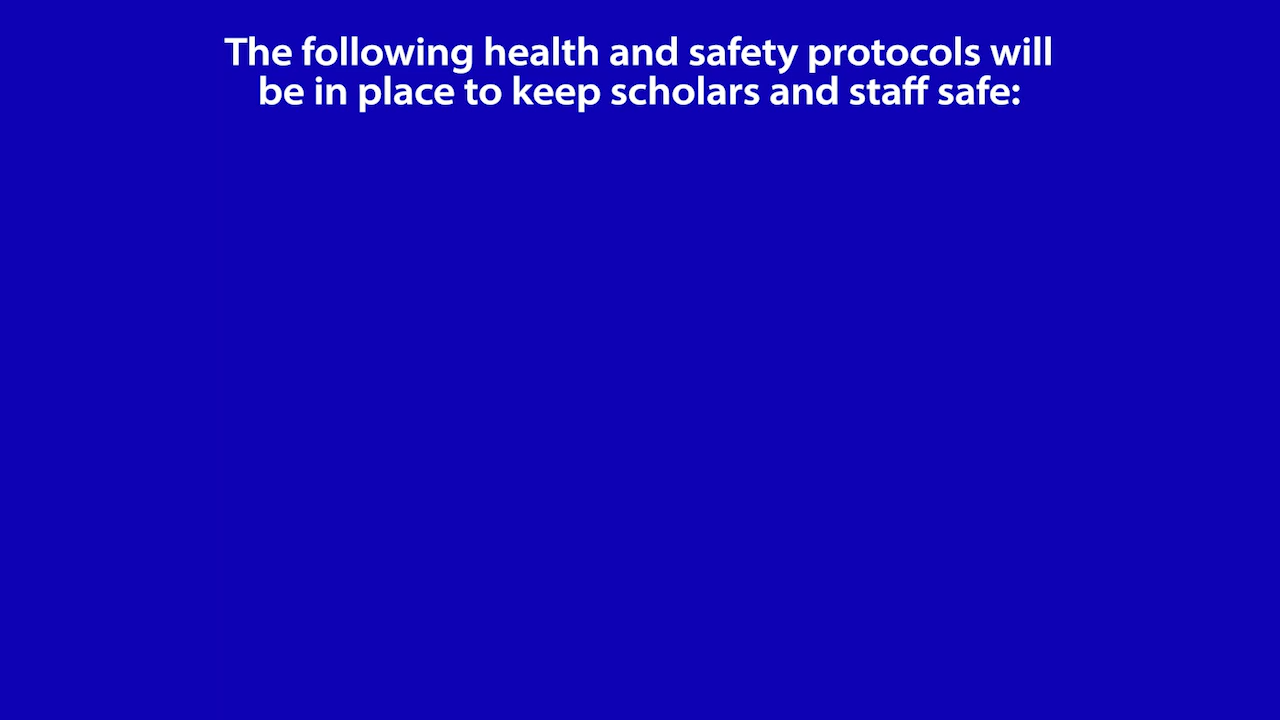 The following health and safety protocols will
be in place to keep scholars and staff safe: